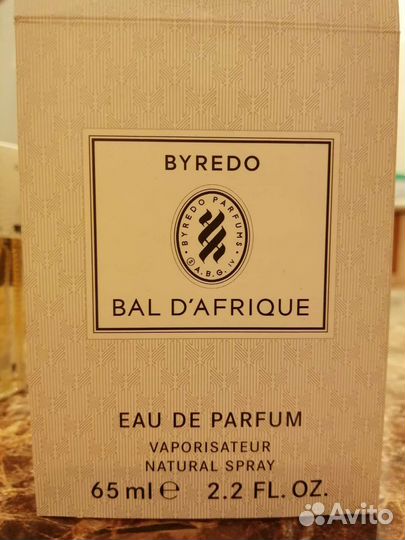 BYREDO
BYREDO PARFUMS
A.B.G. IV
BAL D'AFRIQUE
EAU DE PARFUM
VAPORISATEUR
NATURAL SPRAY
65 ml ℮ 2.2 FL. OZ.
Avito